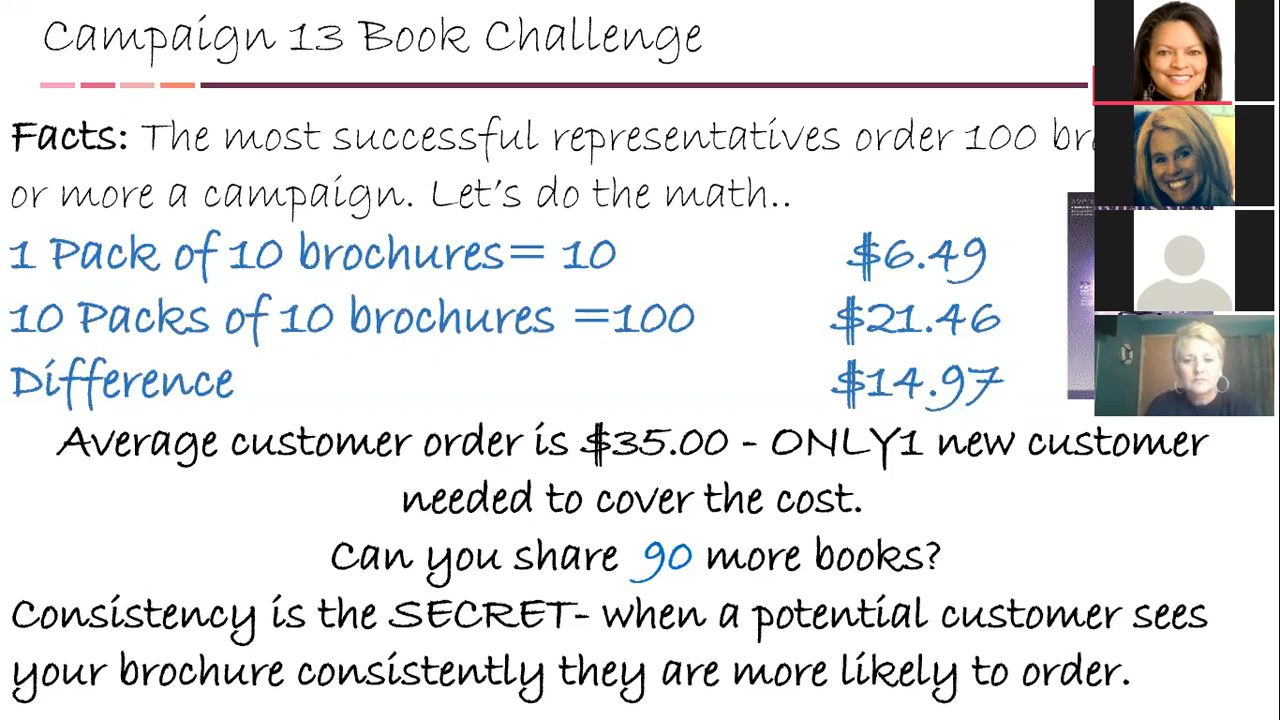 Campaign 13 Book Challenge
Facts: The most successful representatives order 100
or more a campaign. Let's do the math..
1 Pack of 10 brochures= 10 $6.49
10 Packs of 10 brochures =100 $21.46
Difference $14.97
Average customer order is $35.00 - ONLY1 new customer
needed to cover the cost.
Can you share 90 more books?
Consistency is the SECRET- when a potential customer sees
your brochure consistently they are more likely to order.